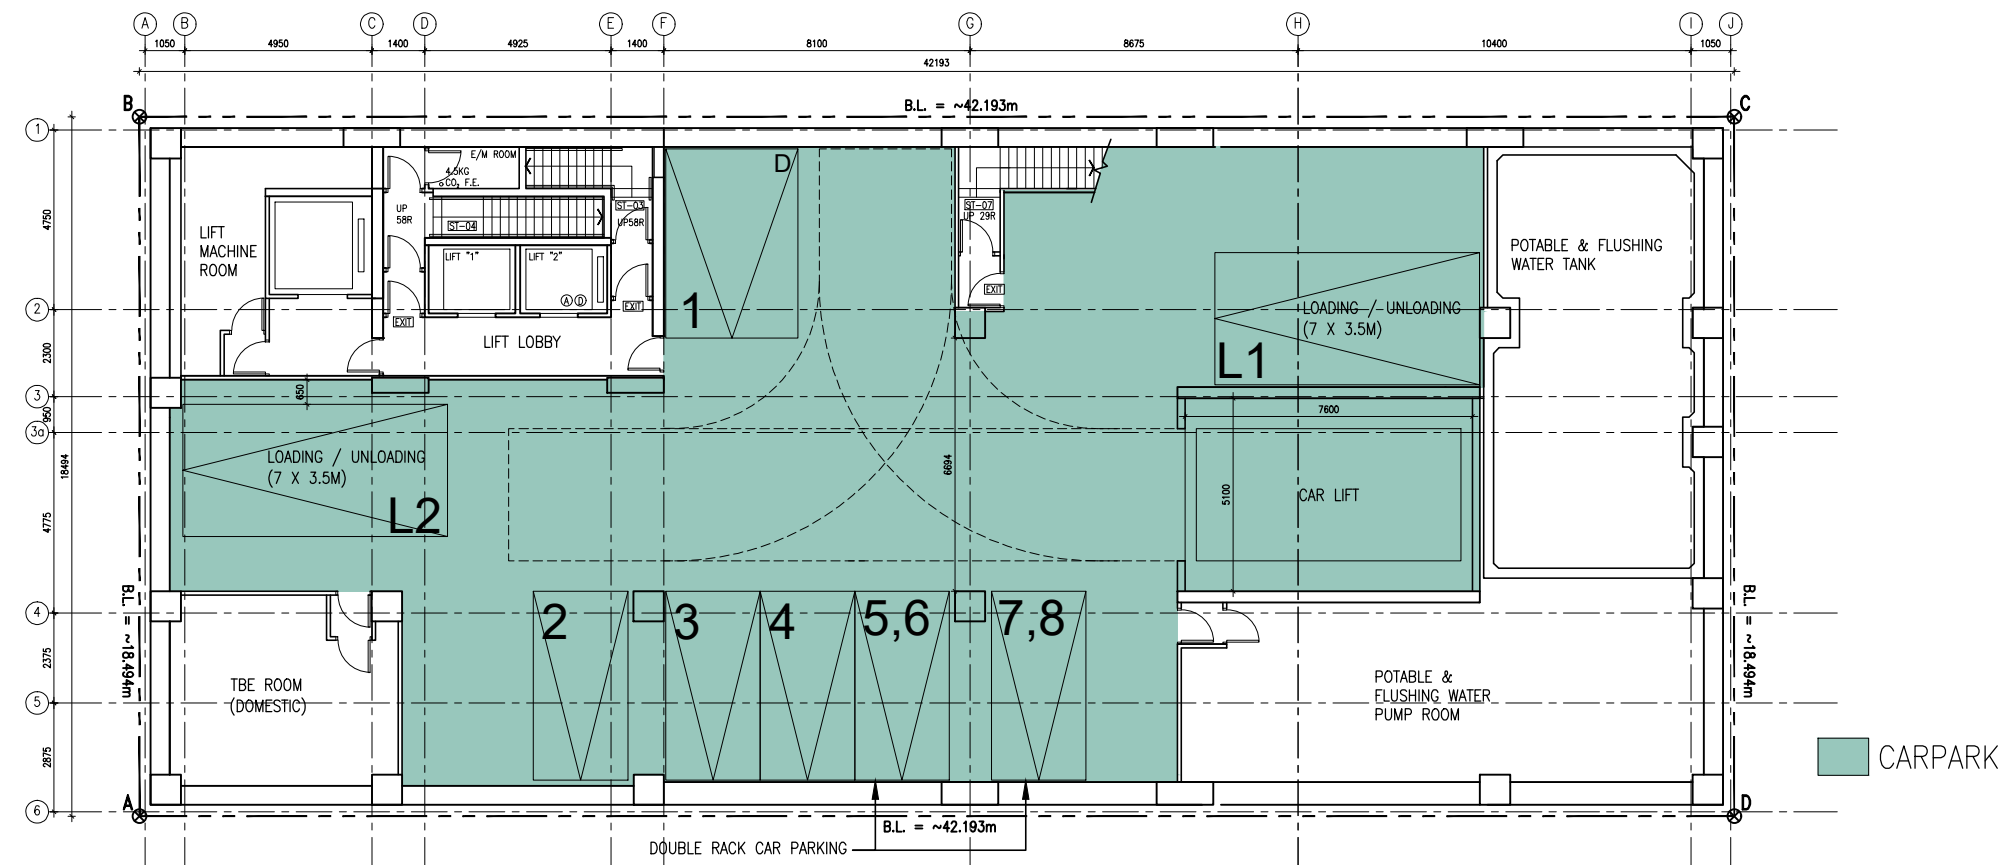 A B C D E F G H I J
1050 4950 1400 4925 1400 8100 8675 10400 1050
42193
B B.L. = ~42.193m C
1
E/M ROOM
4.5KG
CO₂ F.E.
D
UP
58R
ST-03
UP58R
ST-04
ST-07
UP 29R
4750
LIFT
MACHINE
ROOM
LIFT "1" LIFT "2"
A D
POTABLE & FLUSHING
WATER TANK
EXIT
EXIT
EXIT
2
1
LOADING / UNLOADING
(7 X 3.5M)
L1
LIFT LOBBY
2300
650
3
950
3a
7600
18494
LOADING / UNLOADING
(7 X 3.5M)
L2
6694
5100
CAR LIFT
4775
B.L. = ~18.494m
B.L. = ~18.494m
4
2 3 4 5,6 7,8
2375
TBE ROOM
(DOMESTIC)
5
POTABLE &
FLUSHING WATER
PUMP ROOM
2875
CARPARK
A D
6
B.L. = ~42.193m
DOUBLE RACK CAR PARKING